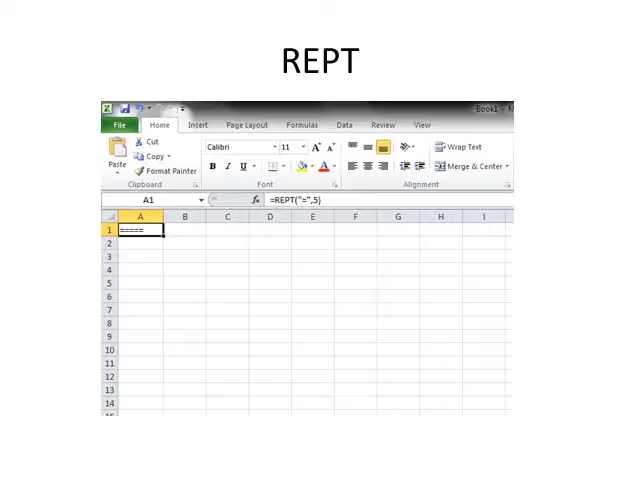 REPT
Book1 - M
File Home Insert Page Layout Formulas Data Review View
Cut
Copy
Format Painter
Paste
Clipboard
Calibri 11 A A
B I U A
Font
Wrap Text
Merge & Center
Alignment
A1 fx =REPT("=",5)
A B C D E F G H I
1 =====
2
3
4
5
6
7
8
9
10
11
12
13
14
15